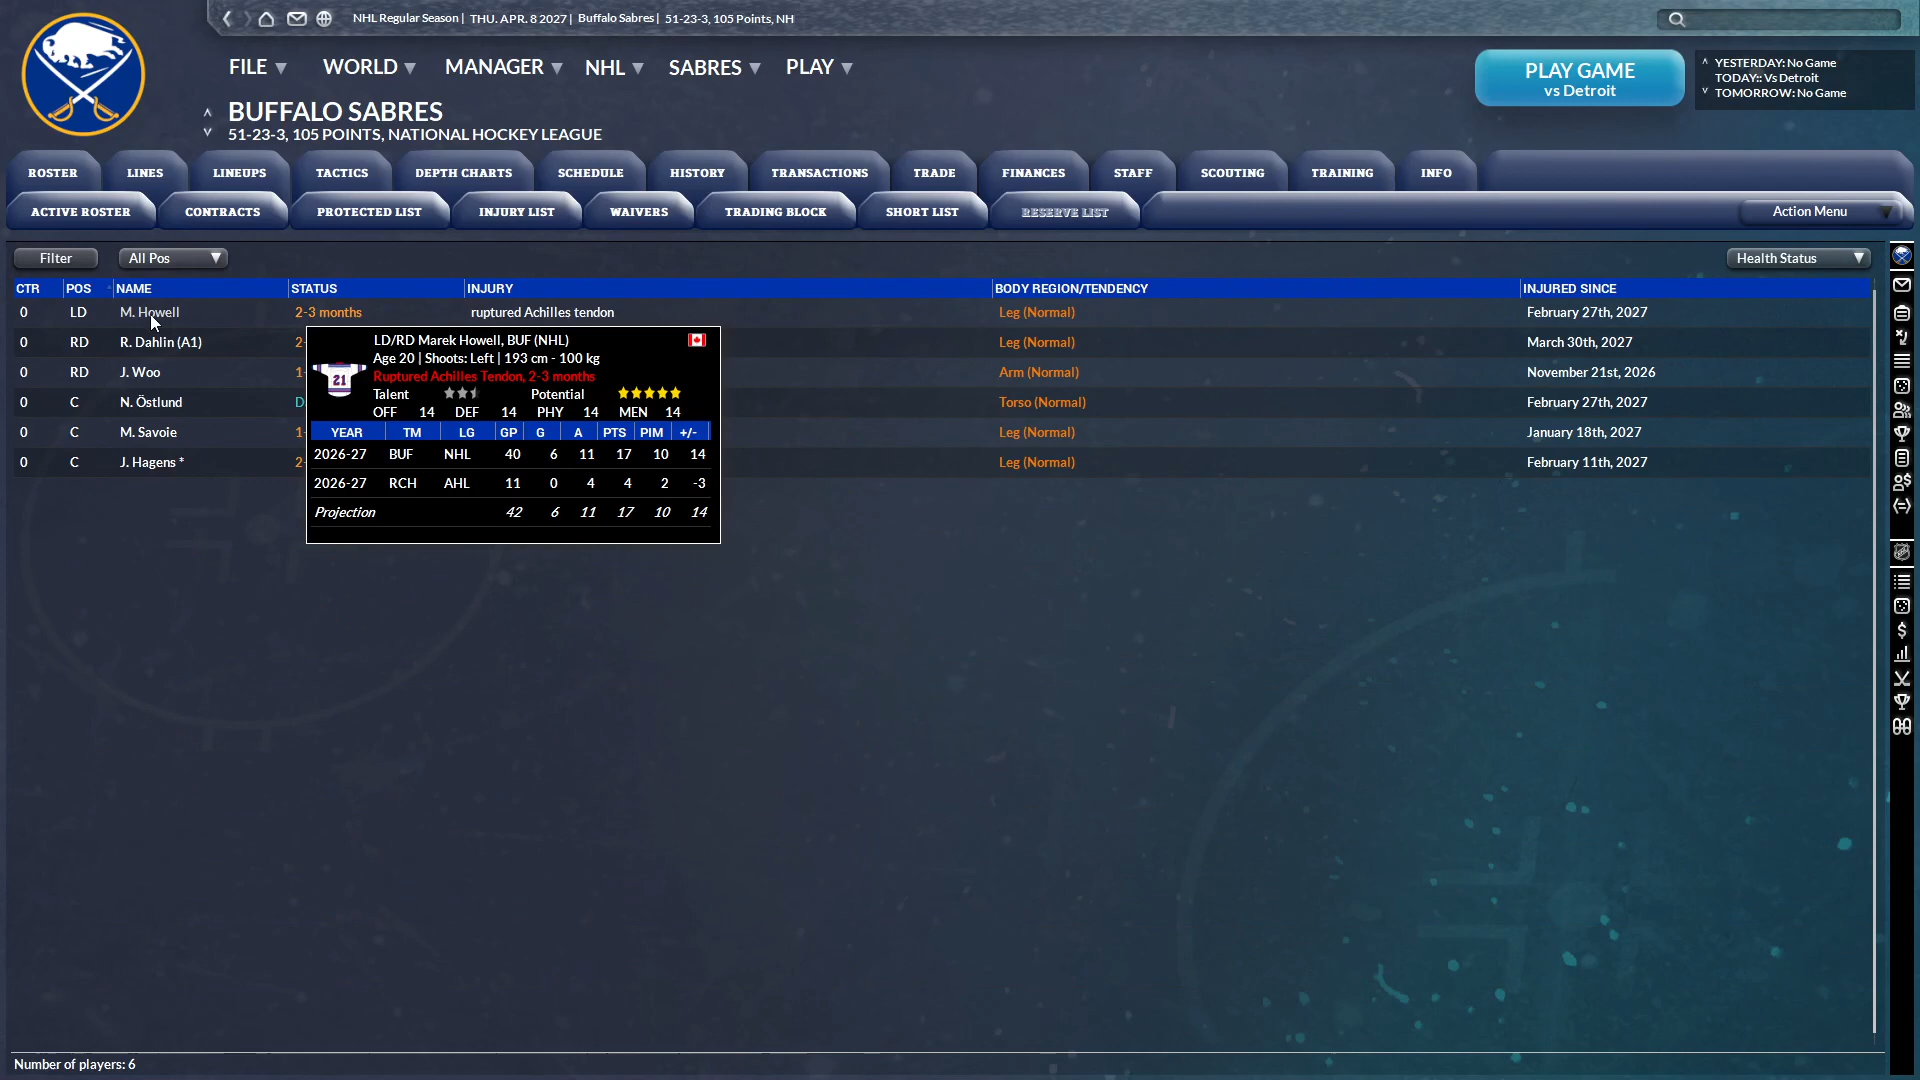 NHL Regular Season | THU. APR. 8 2027 | Buffalo Sabres | 51-23-3, 105 Points, NH
FILE WORLD MANAGER NHL SABRES PLAY
PLAY GAME
vs Detroit
YESTERDAY: No Game
TODAY:: Vs Detroit
TOMORROW: No Game
BUFFALO SABRES
51-23-3, 105 POINTS, NATIONAL HOCKEY LEAGUE
ROSTER LINES LINEUPS TACTICS DEPTH CHARTS SCHEDULE HISTORY TRANSACTIONS TRADE FINANCES STAFF SCOUTING TRAINING INFO
ACTIVE ROSTER CONTRACTS PROTECTED LIST INJURY LIST WAIVERS TRADING BLOCK SHORT LIST RESERVE LIST Action Menu
Filter All Pos Health Status
CTR POS NAME STATUS INJURY BODY REGION/TENDENCY INJURED SINCE
0 LD M. Howell 2-3 months ruptured Achilles tendon Leg (Normal) February 27th, 2027
0 RD R. Dahlin (A1) 2- Leg (Normal) March 30th, 2027
0 RD J. Woo 1- Arm (Normal) November 21st, 2026
0 C N. Östlund D Torso (Normal) February 27th, 2027
0 C M. Savoie 1- Leg (Normal) January 18th, 2027
0 C J. Hagens * 2- Leg (Normal) February 11th, 2027
LD/RD Marek Howell, BUF (NHL)
Age 20 | Shoots: Left | 193 cm - 100 kg
Ruptured Achilles Tendon, 2-3 months
21
Talent Potential
OFF 14 DEF 14 PHY 14 MEN 14
YEAR TM LG GP G A PTS PIM +/-
2026-27 BUF NHL 40 6 11 17 10 14
2026-27 RCH AHL 11 0 4 4 2 -3
Projection 42 6 11 17 10 14
Number of players: 6